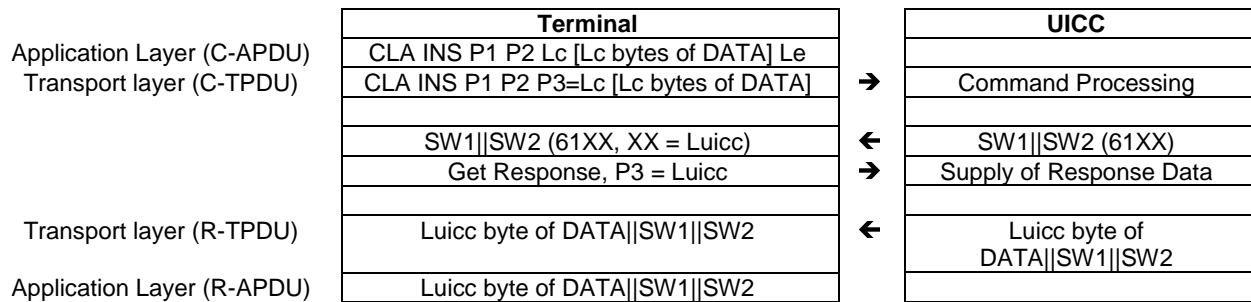 Terminal UICC
Application Layer (C-APDU) CLA INS P1 P2 Lc [Lc bytes of DATA] Le
Transport layer (C-TPDU) CLA INS P1 P2 P3=Lc [Lc bytes of DATA] → Command Processing
SW1||SW2 (61XX, XX = Luicc) ← SW1||SW2 (61XX)
Get Response, P3 = Luicc → Supply of Response Data
Transport layer (R-TPDU) Luicc byte of DATA||SW1||SW2 ← Luicc byte of
DATA||SW1||SW2
Application Layer (R-APDU) Luicc byte of DATA||SW1||SW2